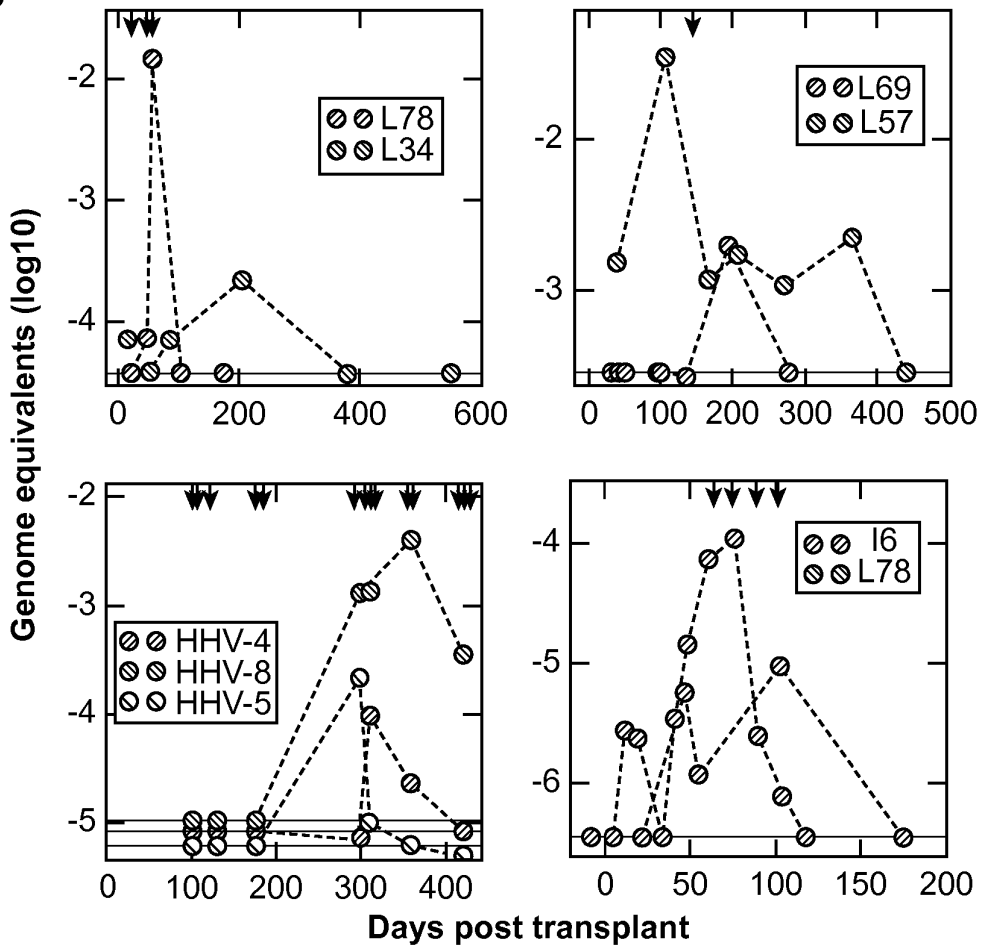 -2
-3
-4
0 200 400 600
L78
L34
-2
-3
0 100 200 300 400 500
L69
L57
Genome equivalents (log10)
-2
-3
-4
-5
0 100 200 300 400
HHV-4
HHV-8
HHV-5
-4
-5
-6
0 50 100 150 200
I6
L78
Days post transplant